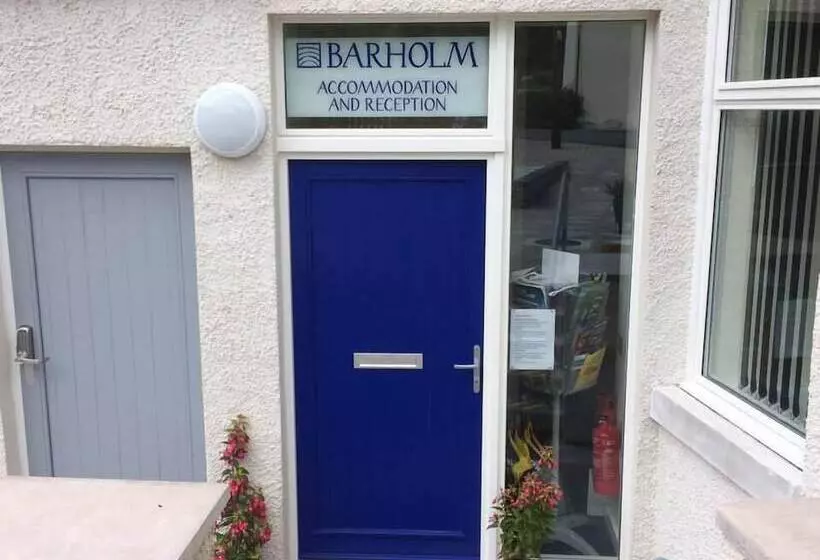 BARHOLM
ACCOMMODATION
AND RECEPTION